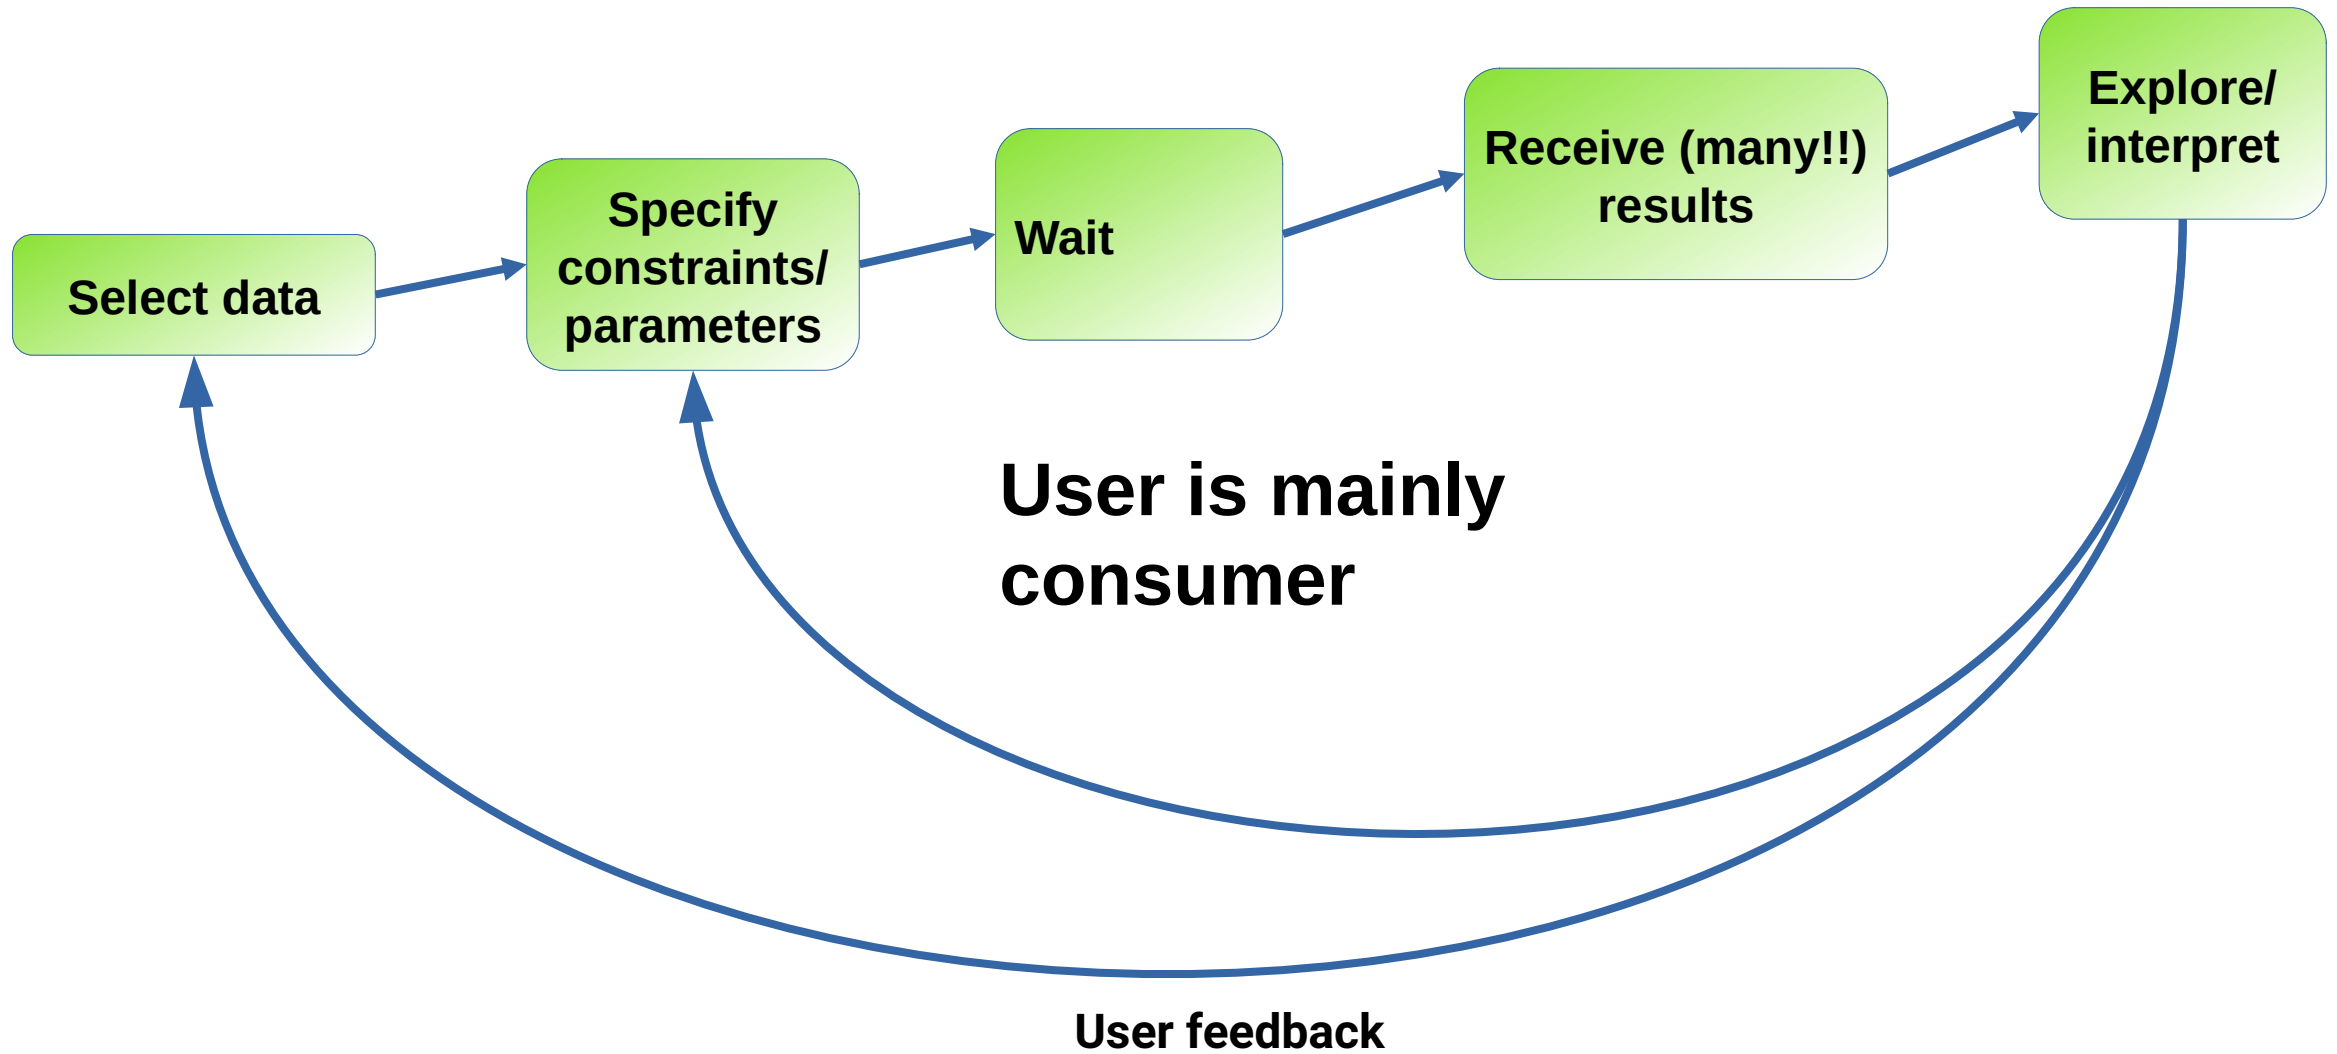 Select data
Specify
constraints/
parameters
Wait
Receive (many!!)
results
Explore/
interpret
User is mainly
consumer
User feedback